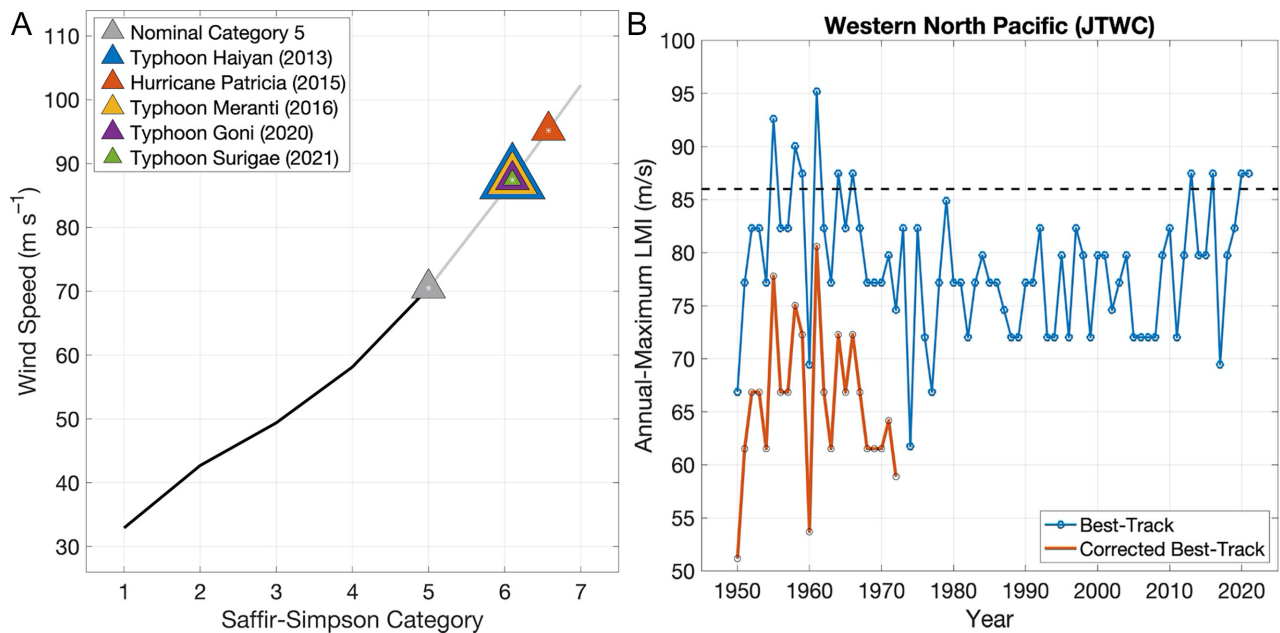 A
110
100
90
80
70
60
50
40
30
Wind Speed (m s⁻¹)
Nominal Category 5
Typhoon Haiyan (2013)
Hurricane Patricia (2015)
Typhoon Meranti (2016)
Typhoon Goni (2020)
Typhoon Surigae (2021)
1 2 3 4 5 6 7
Saffir-Simpson Category
B
Western North Pacific (JTWC)
100
95
90
85
80
75
70
65
60
55
50
Annual-Maximum LMI (m/s)
Best-Track
Corrected Best-Track
1950 1960 1970 1980 1990 2000 2010 2020
Year